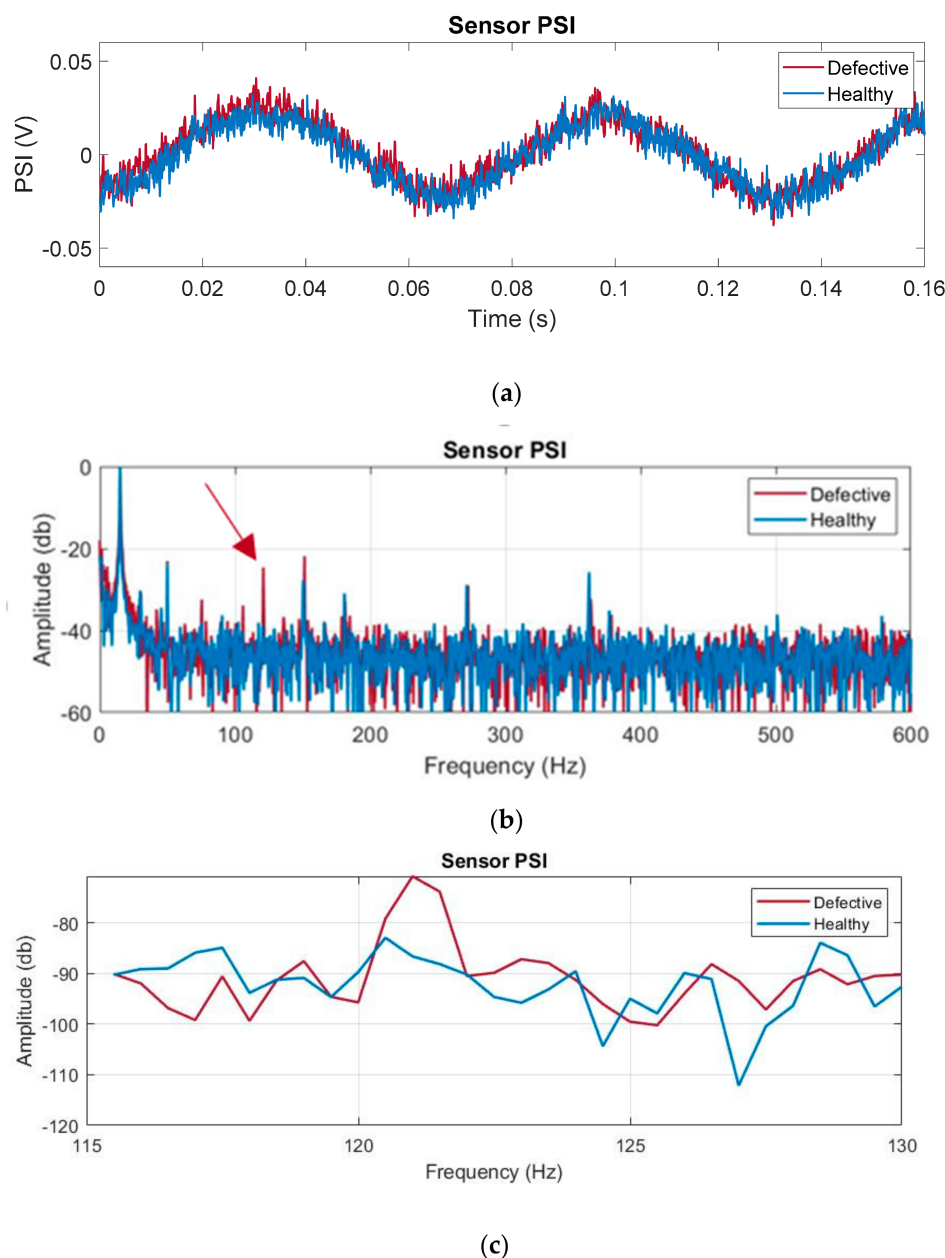 Sensor PSI
0.05
Defective
Healthy
PSI (V)
0
-0.05
0 0.02 0.04 0.06 0.08 0.1 0.12 0.14 0.16
Time (s)
(a)
Sensor PSI
0
Defective
Healthy
Amplitude (db)
-20
-40
-60
0 100 200 300 400 500 600
Frequency (Hz)
(b)
Sensor PSI
Defective
Healthy
Amplitude (db)
-80
-90
-100
-110
-120
115 120 125 130
Frequency (Hz)
(c)